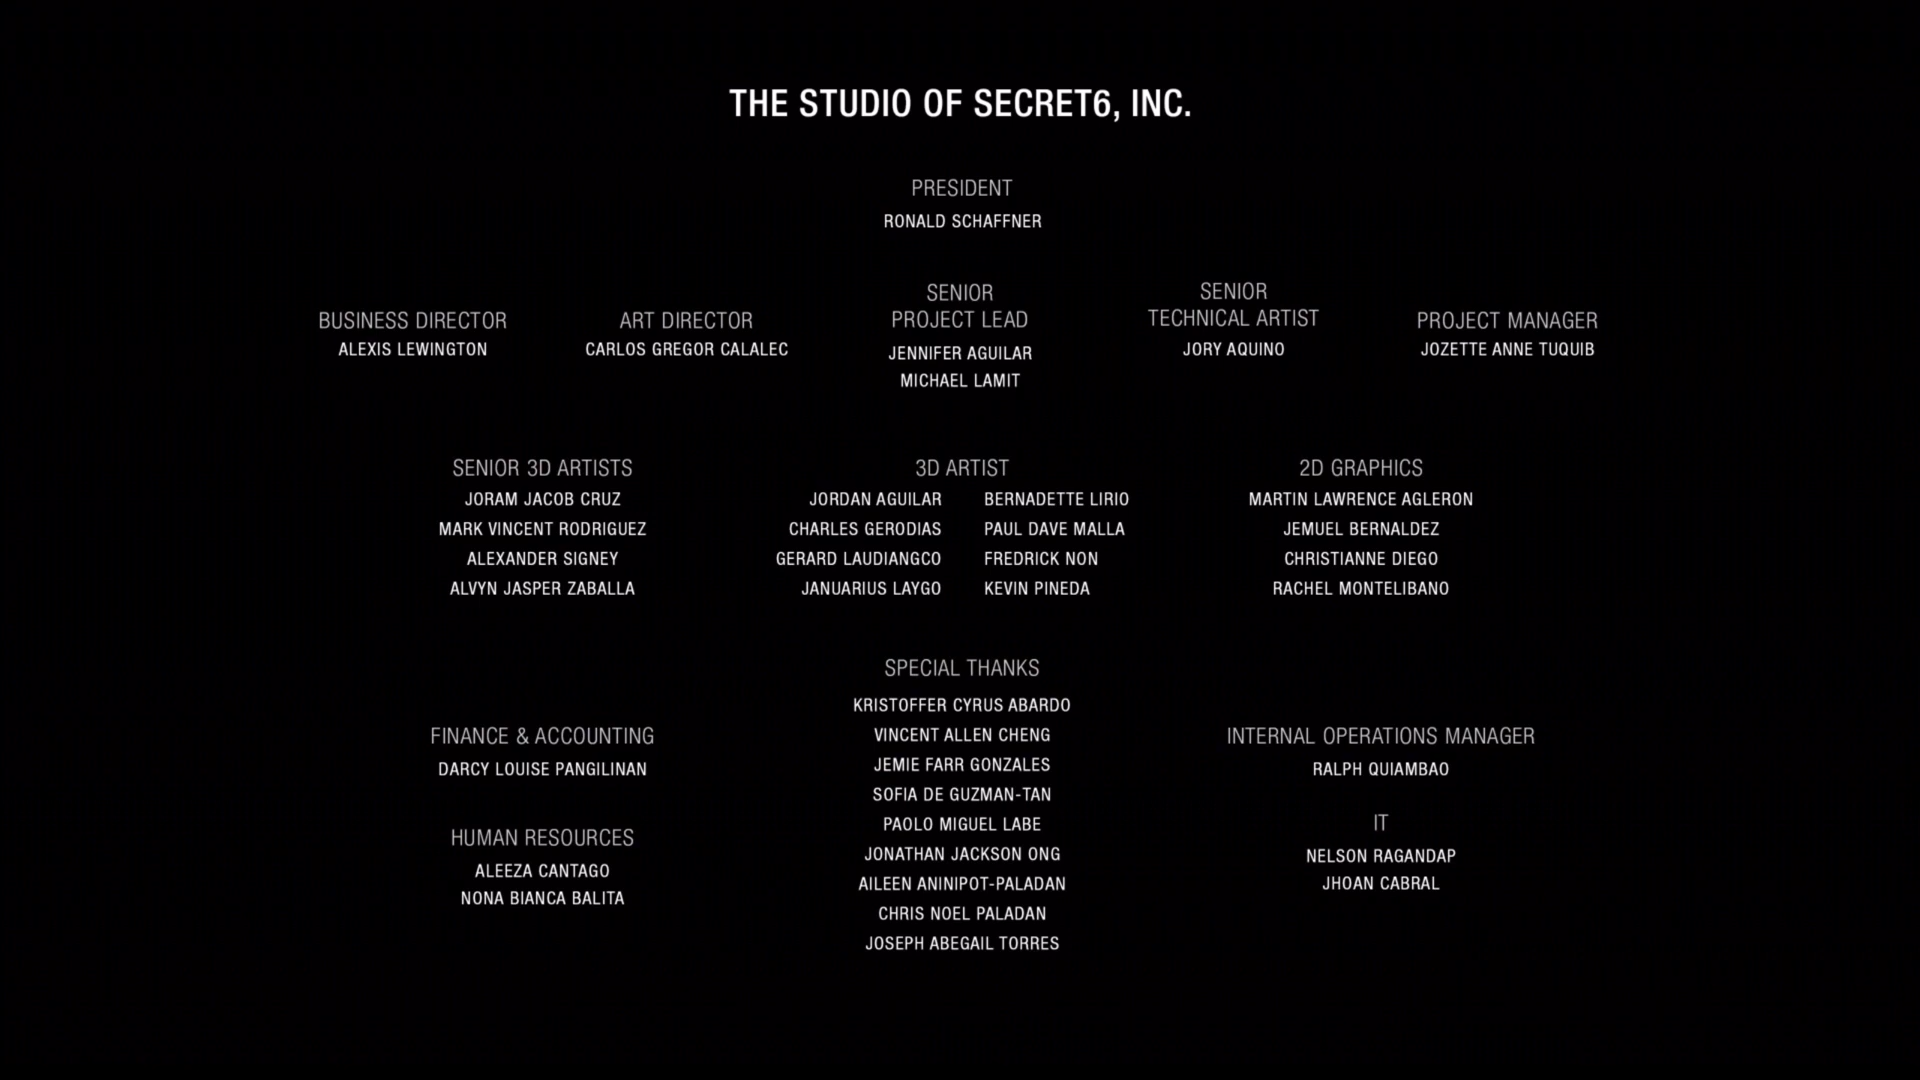 THE STUDIO OF SECRET6, INC.
PRESIDENT
RONALD SCHAFFNER
BUSINESS DIRECTOR
ALEXIS LEWINGTON
ART DIRECTOR
CARLOS GREGOR CALALEC
SENIOR
PROJECT LEAD
JENNIFER AGUILAR
MICHAEL LAMIT
SENIOR
TECHNICAL ARTIST
JORY AQUINO
PROJECT MANAGER
JOZETTE ANNE TUQUIB
SENIOR 3D ARTISTS
JORAM JACOB CRUZ
MARK VINCENT RODRIGUEZ
ALEXANDER SIGNEY
ALVYN JASPER ZABALLA
3D ARTIST
JORDAN AGUILAR
CHARLES GERODIAS
GERARD LAUDIANGCO
JANUARIUS LAYGO
BERNADETTE LIRIO
PAUL DAVE MALLA
FREDRICK NON
KEVIN PINEDA
2D GRAPHICS
MARTIN LAWRENCE AGLERON
JEMUEL BERNALDEZ
CHRISTIANNE DIEGO
RACHEL MONTELIBANO
FINANCE & ACCOUNTING
DARCY LOUISE PANGILINAN
HUMAN RESOURCES
ALEEZA CANTAGO
NONA BIANCA BALITA
SPECIAL THANKS
KRISTOFFER CYRUS ABARDO
VINCENT ALLEN CHENG
JEMIE FARR GONZALES
SOFIA DE GUZMAN-TAN
PAOLO MIGUEL LABE
JONATHAN JACKSON ONG
AILEEN ANINIPOT-PALADAN
CHRIS NOEL PALADAN
JOSEPH ABEGAIL TORRES
INTERNAL OPERATIONS MANAGER
RALPH QUIAMBAO
IT
NELSON RAGANDAP
JHOAN CABRAL